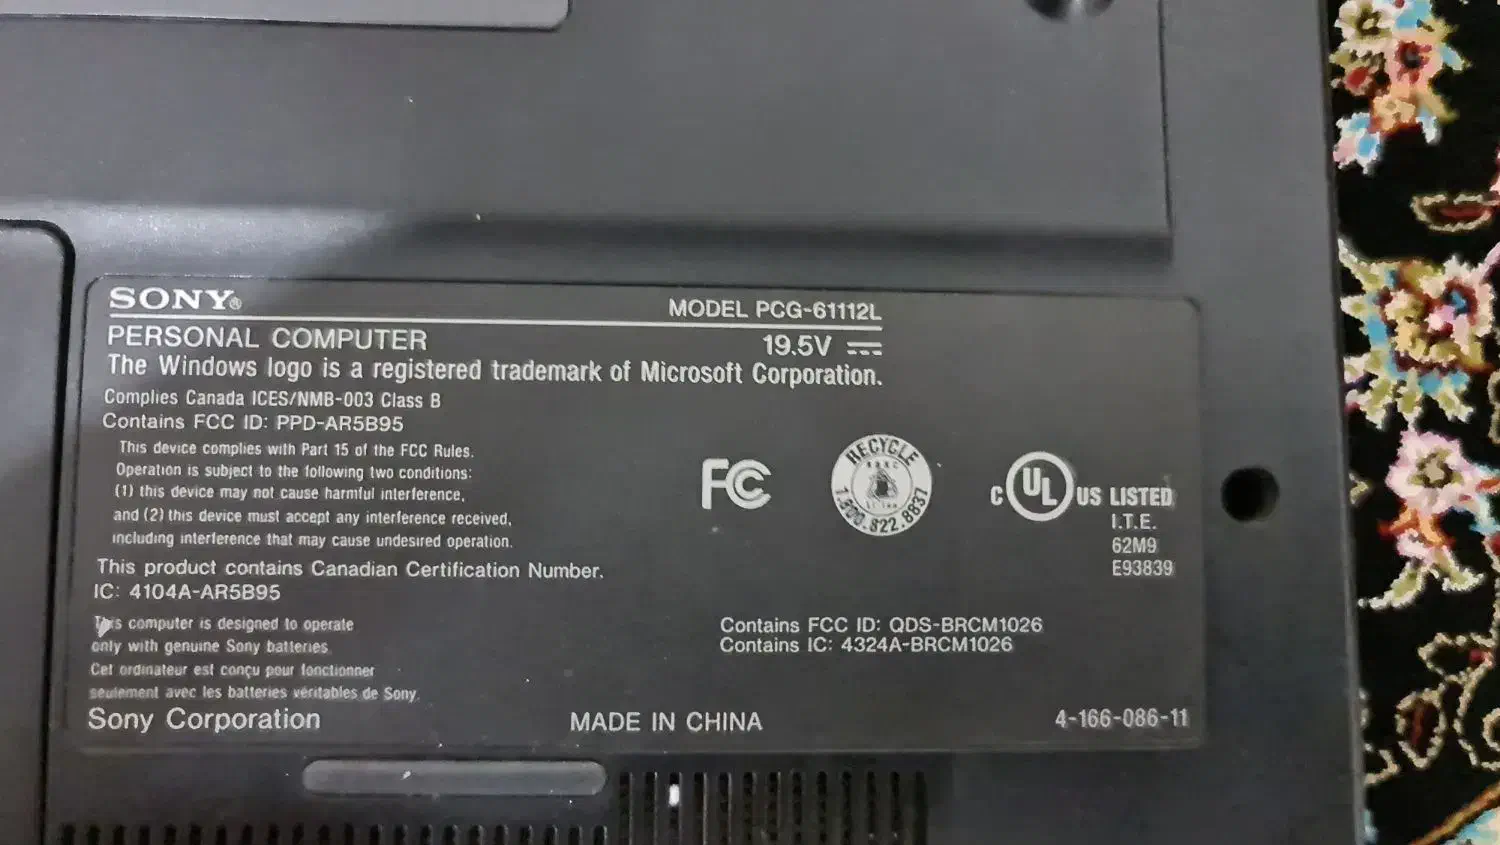 SONY®
MODEL PCG-61112L
PERSONAL COMPUTER
19.5V
The Windows logo is a registered trademark of Microsoft Corporation.
Complies Canada ICES/NMB-003 Class B
Contains FCC ID: PPD-AR5B95
This device complies with Part 15 of the FCC Rules.
Operation is subject to the following two conditions:
(1) this device may not cause harmful interference,
and (2) this device must accept any interference received,
including interference that may cause undesired operation.
This product contains Canadian Certification Number.
IC: 4104A-AR5B95
This computer is designed to operate
only with genuine Sony batteries.
Cet ordinateur est conçu pour fonctionner
seulement avec les batteries véritables de Sony.
Sony Corporation
FC
RECYCLE
1.800.822.8837
C UL US LISTED
I.T.E.
62M9
E93839
Contains FCC ID: QDS-BRCM1026
Contains IC: 4324A-BRCM1026
MADE IN CHINA
4-166-086-11